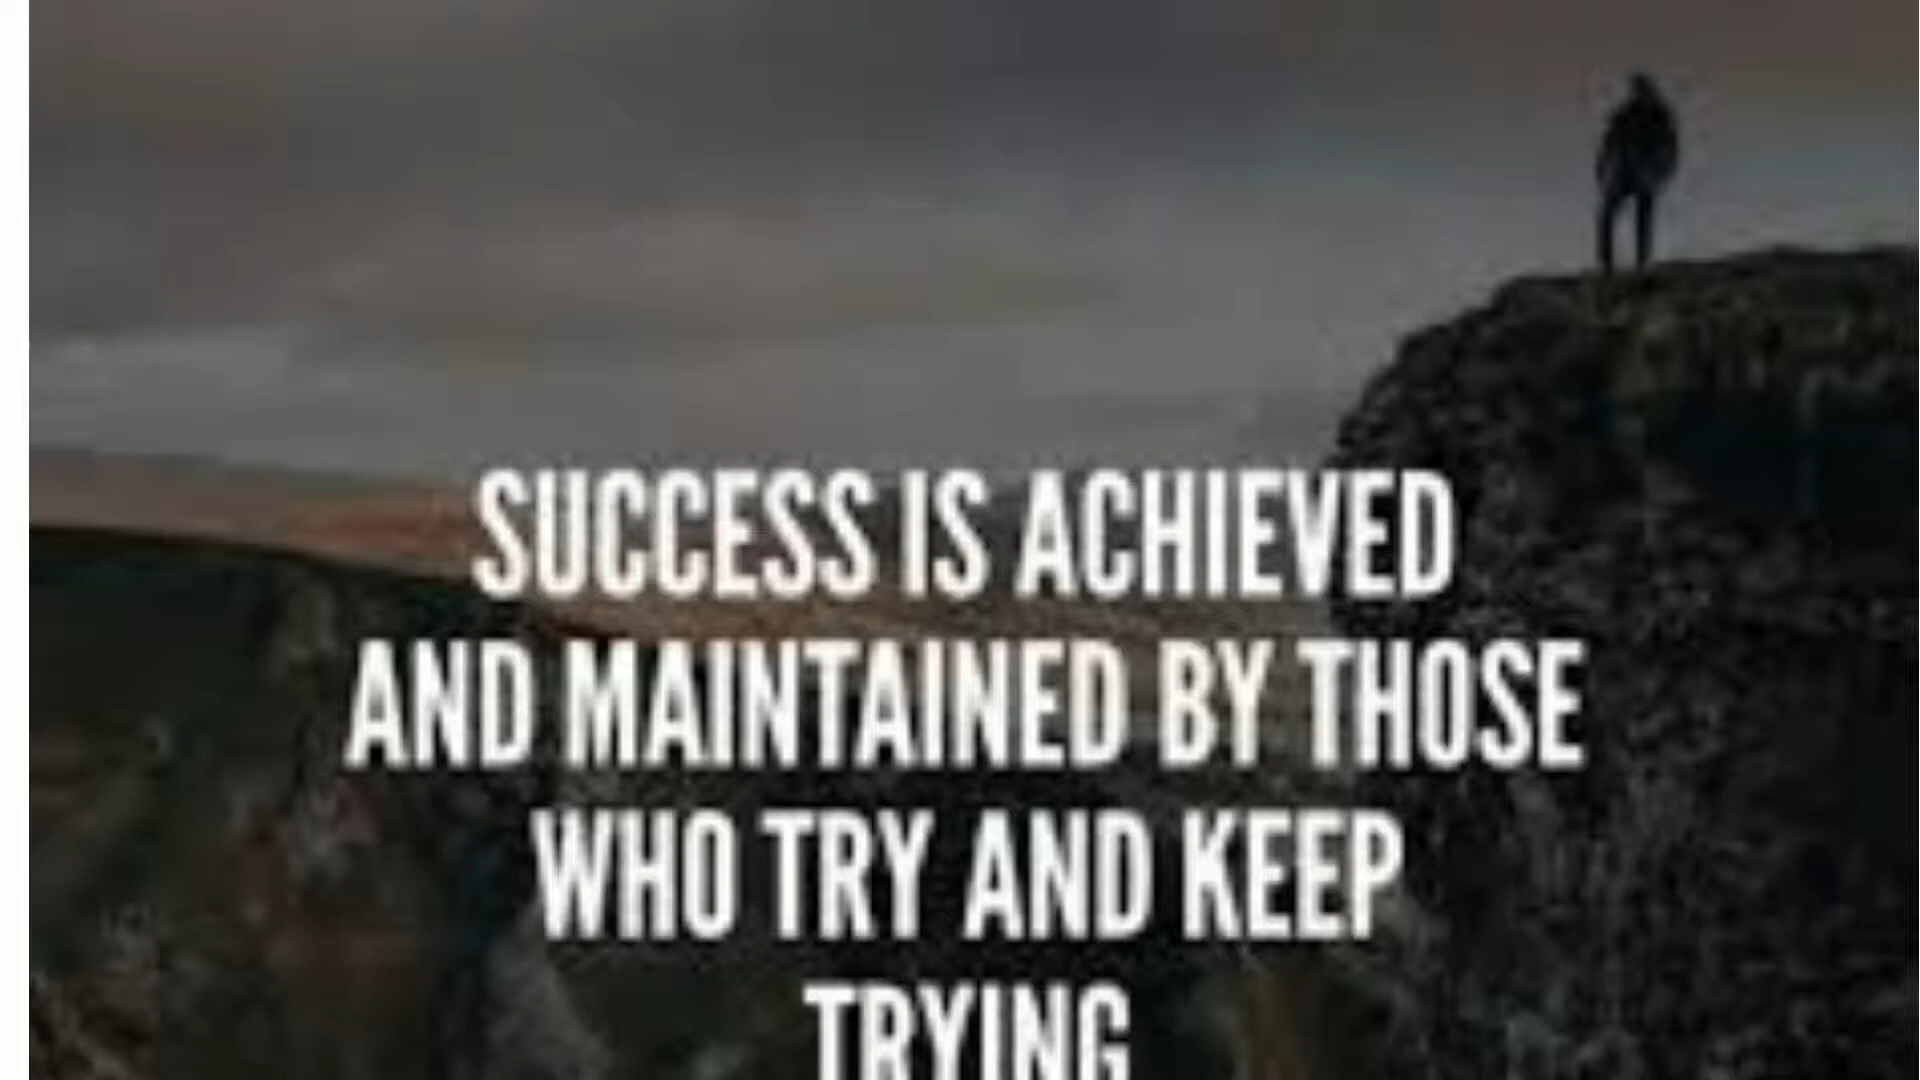 SUCCESS IS ACHIEVED
AND MAINTAINED BY THOSE
WHO TRY AND KEEP
TRYING